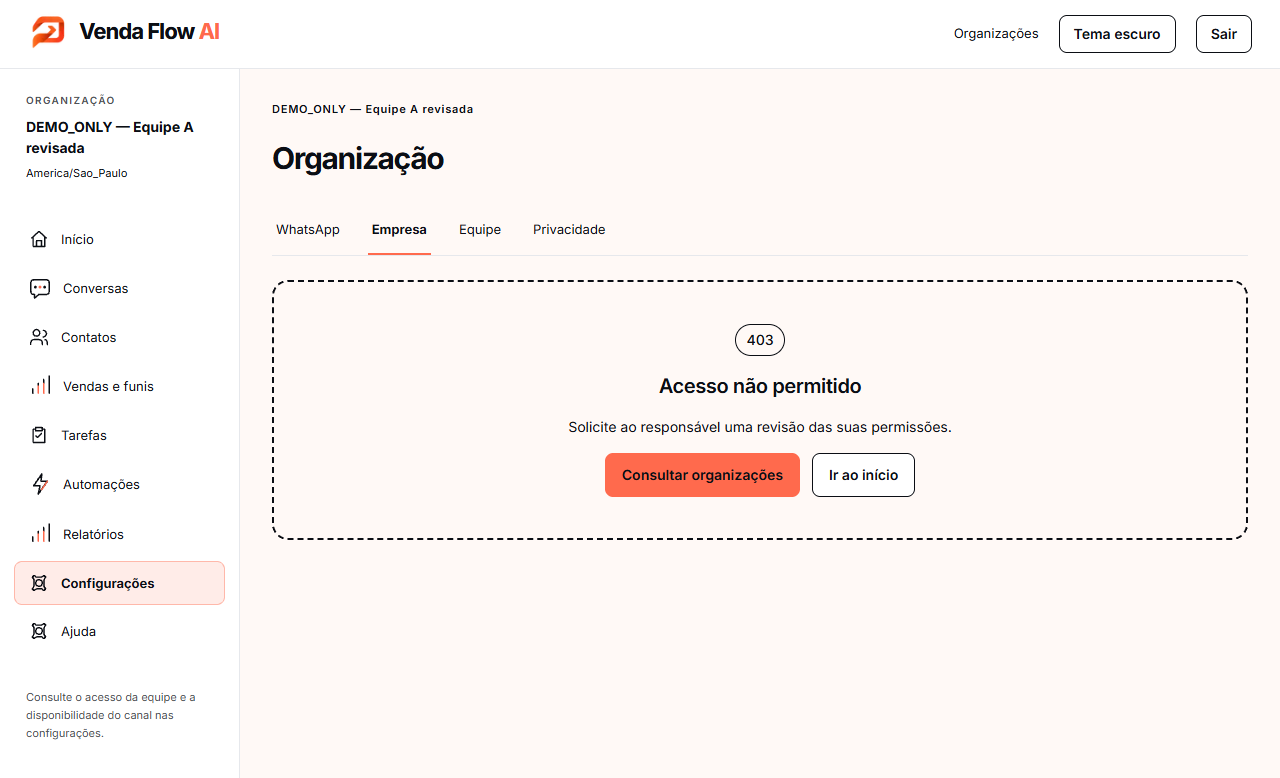 Venda Flow AI
Organizações
Tema escuro
Sair
ORGANIZAÇÃO
DEMO_ONLY — Equipe A
revisada
America/Sao_Paulo
Início
Conversas
Contatos
Vendas e funis
Tarefas
Automações
Relatórios
Configurações
Ajuda
Consulte o acesso da equipe e a
disponibilidade do canal nas
configurações.
DEMO_ONLY — Equipe A revisada
Organização
WhatsApp
Empresa
Equipe
Privacidade
403
Acesso não permitido
Solicite ao responsável uma revisão das suas permissões.
Consultar organizações
Ir ao início